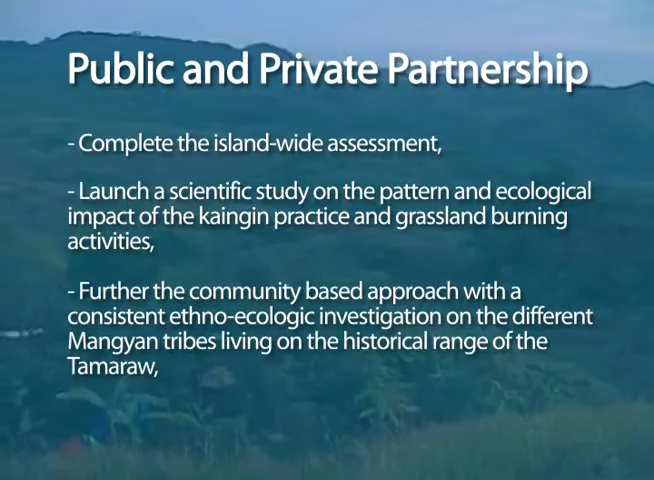 Public and Private Partnership
- Complete the island-wide assessment,
- Launch a scientific study on the pattern and ecological
impact of the kaingin practice and grassland burning
activities,
- Further the community based approach with a
consistent ethno-ecologic investigation on the different
Mangyan tribes living on the historical range of the
Tamaraw,